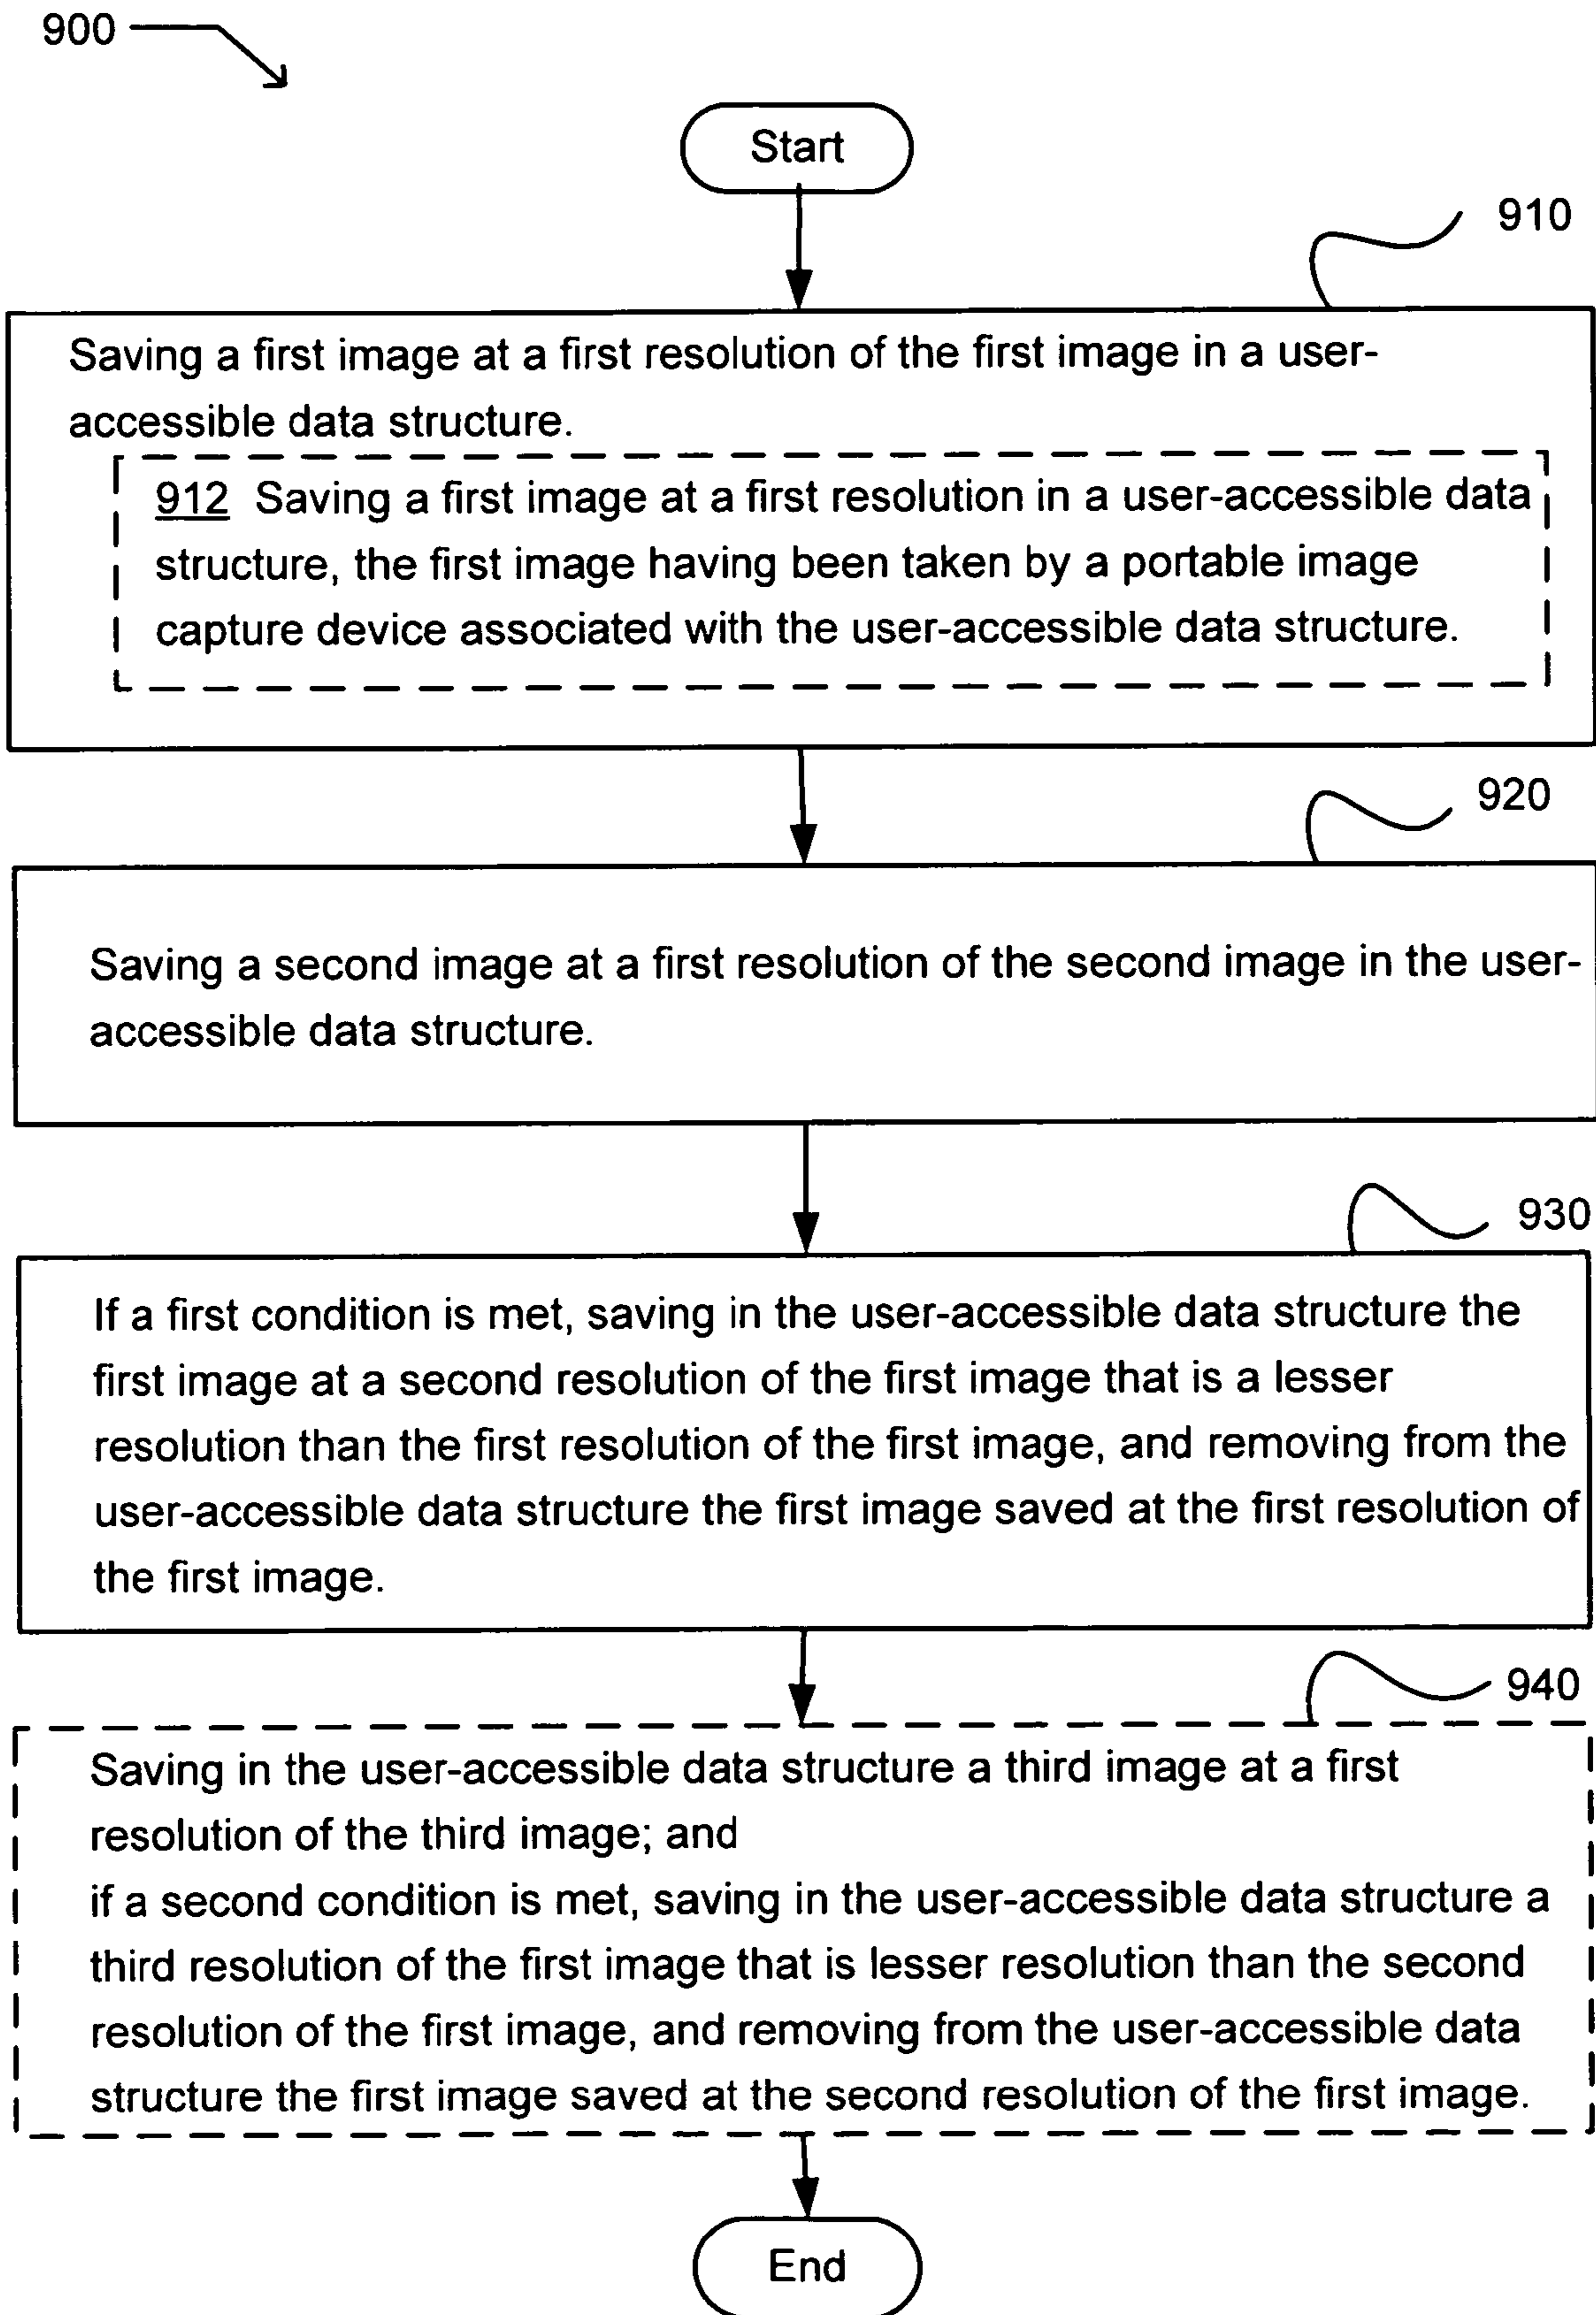 900
Start
910
Saving a first image at a first resolution of the first image in a user-
accessible data structure.
912 Saving a first image at a first resolution in a user-accessible data
structure, the first image having been taken by a portable image
capture device associated with the user-accessible data structure.
920
Saving a second image at a first resolution of the second image in the user-
accessible data structure.
930
If a first condition is met, saving in the user-accessible data structure the
first image at a second resolution of the first image that is a lesser
resolution than the first resolution of the first image, and removing from the
user-accessible data structure the first image saved at the first resolution of
the first image.
940
Saving in the user-accessible data structure a third image at a first
resolution of the third image; and
if a second condition is met, saving in the user-accessible data structure a
third resolution of the first image that is lesser resolution than the second
resolution of the first image, and removing from the user-accessible data
structure the first image saved at the second resolution of the first image.
End